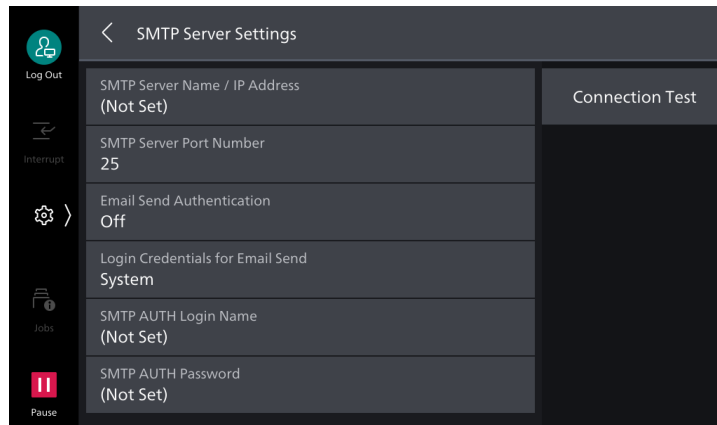 SMTP Server Settings
Log Out
SMTP Server Name / IP Address
(Not Set)
Connection Test
SMTP Server Port Number
25
Interrupt
Email Send Authentication
Off
Login Credentials for Email Send
System
SMTP AUTH Login Name
(Not Set)
Jobs
SMTP AUTH Password
(Not Set)
Pause